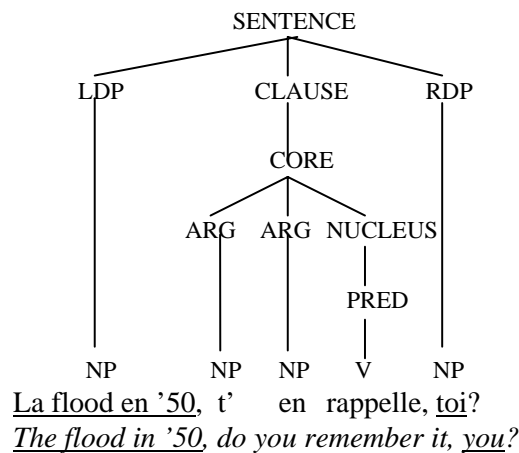 SENTENCE
LDP CLAUSE RDP
CORE
ARG ARG NUCLEUS
PRED
NP NP NP V NP
La flood en ’50, t’ en rappelle, toi?
The flood in ’50, do you remember it, you?